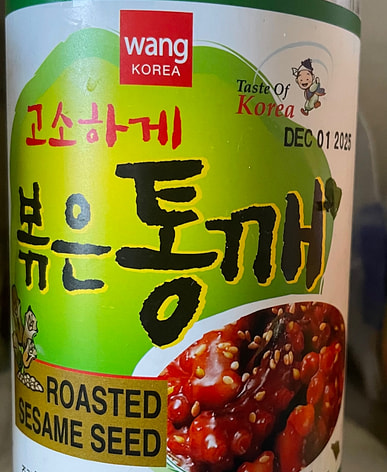 wang
KOREA
Taste Of
Korea
DEC 01 2025
고소하게
볶은통깨
ROASTED
SESAME SEED